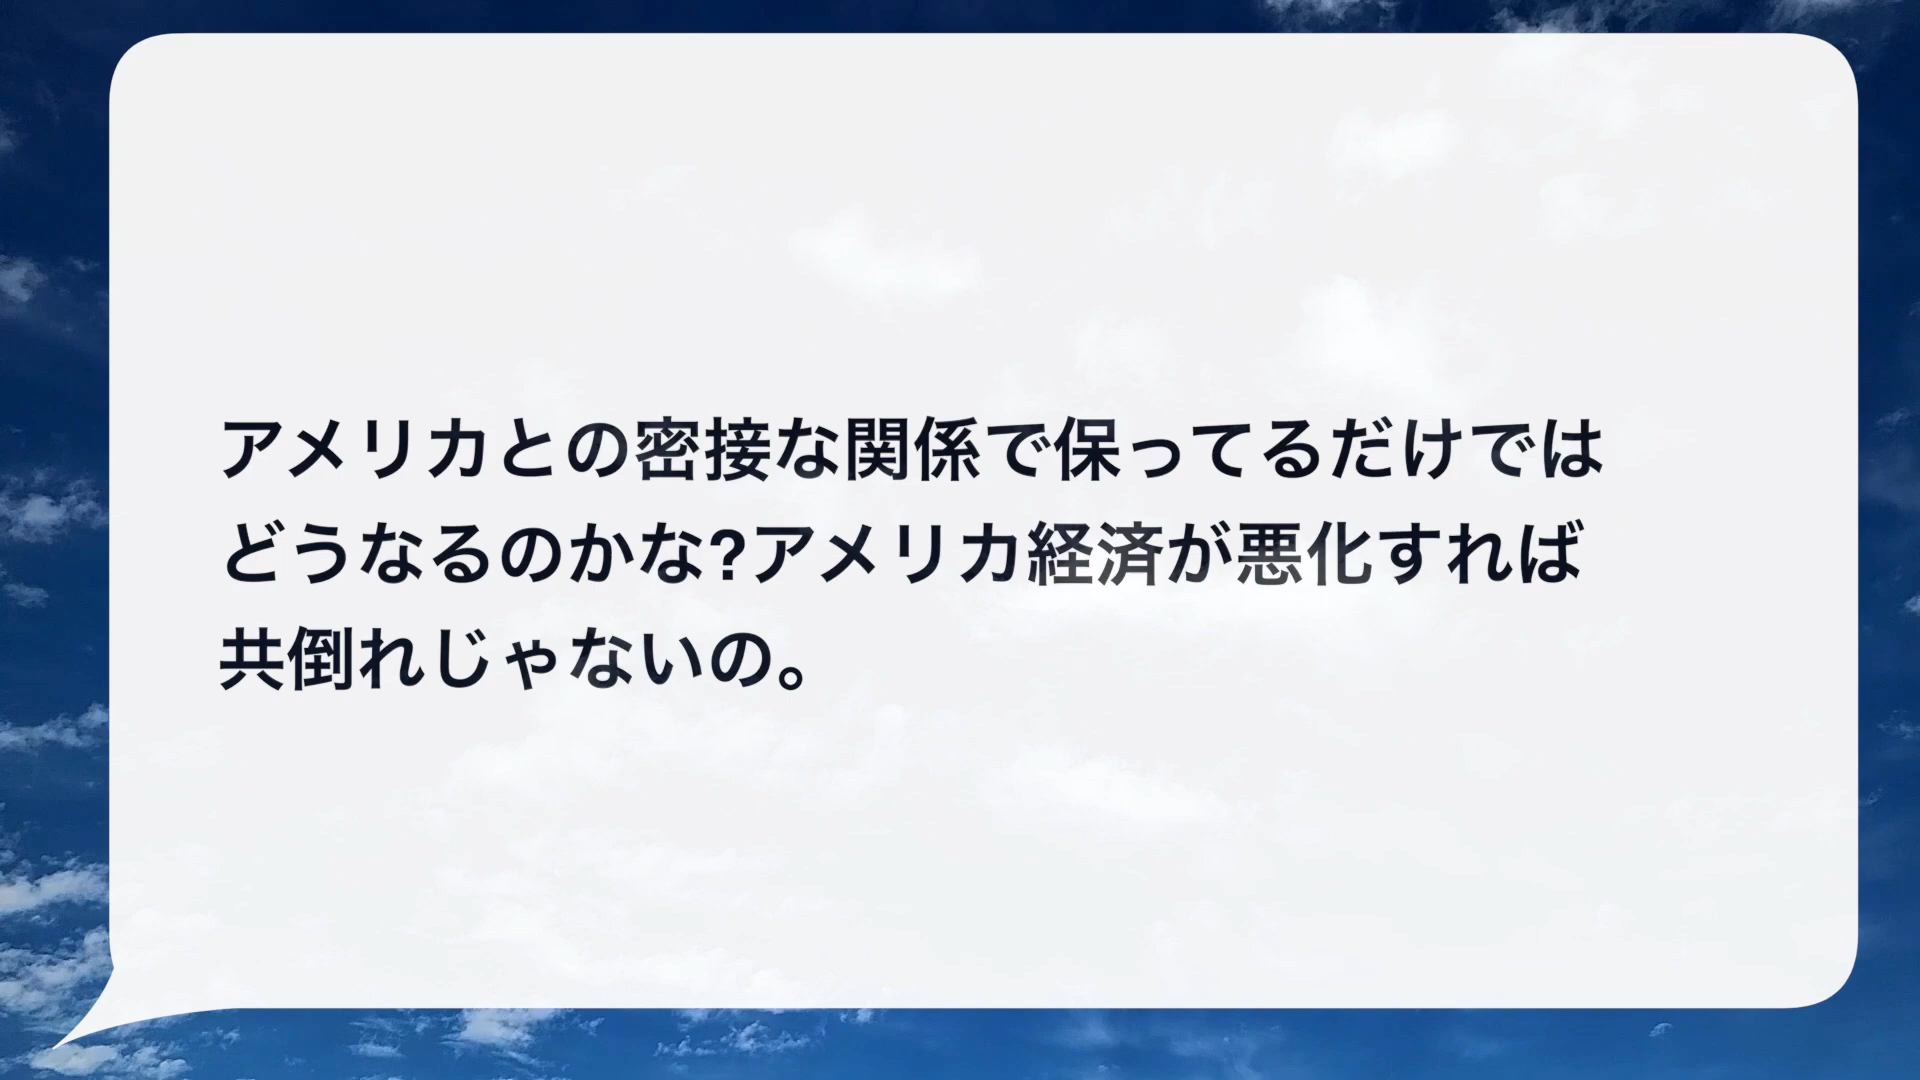 アメリカとの密接な関係で保ってるだけでは
どうなるのかな?アメリカ経済が悪化すれば
共倒れじゃないの。